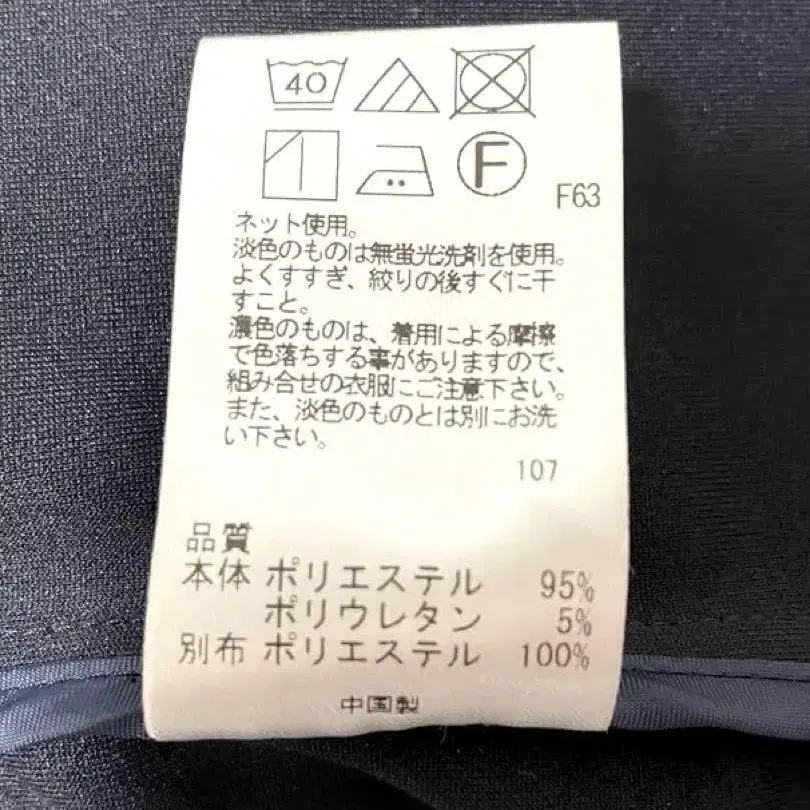 40
F
F63
ネット使用。
淡色のものは無蛍光洗剤を使用。
よくすすぎ、絞りの後すぐに干
すこと。
濃色のものは、着用による摩擦
で色落ちする事がありますので、
組み合せの衣服にご注意下さい。
また、淡色のものとは別にお洗
い下さい。
107
品質
本体 ポリエステル 95%
ポリウレタン 5%
別布 ポリエステル 100%
中国製